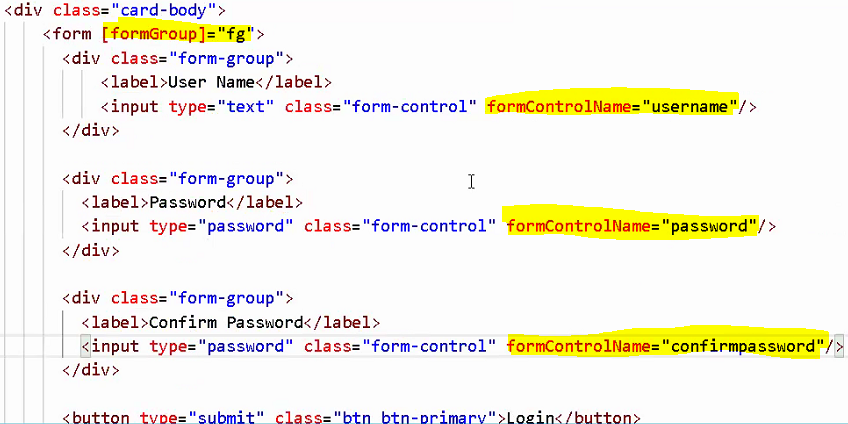 <div class="card-body">
<form [formGroup]="fg">
<div class="form-group">
<label>User Name</label>
<input type="text" class="form-control" formControlName="username"/>
</div>
<div class="form-group">
<label>Password</label>
<input type="password" class="form-control" formControlName="password"/>
</div>
<div class="form-group">
<label>Confirm Password</label>
<input type="password" class="form-control" formControlName="confirmpassword"/>
</div>
<button type="submit" class="btn btn-primary">Login</button>